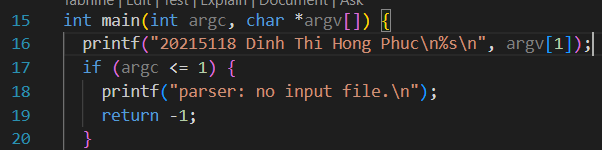 Tabnine | Edit | Test | Explain | Document | Ask
15 int main(int argc, char *argv[]) {
16 printf("20215118 Dinh Thi Hong Phuc\n%s\n", argv[1]);
17 if (argc <= 1) {
18 printf("parser: no input file.\n");
19 return -1;
20 }